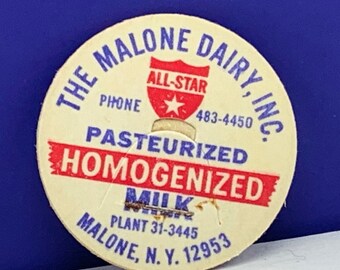 THE MALONE DAIRY, INC.
ALL-STAR
PHONE 483-4450
PASTEURIZED
HOMOGENIZED
MILK
PLANT 31-3445
MALONE, N.Y. 12953